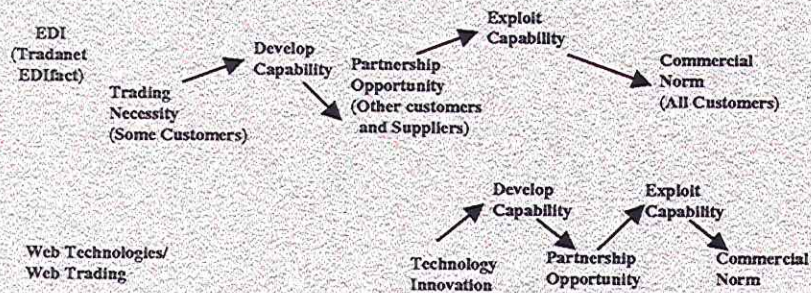 EDI
(Tradanet
EDIfact)
Trading
Necessity
(Some Customers)
Develop
Capability
Partnership
Opportunity
(Other customers
and Suppliers)
Exploit
Capability
Commercial
Norm
(All Customers)
Web Technologies/
Web Trading
Technology
Innovation
Develop
Capability
Partnership
Opportunity
Exploit
Capability
Commercial
Norm